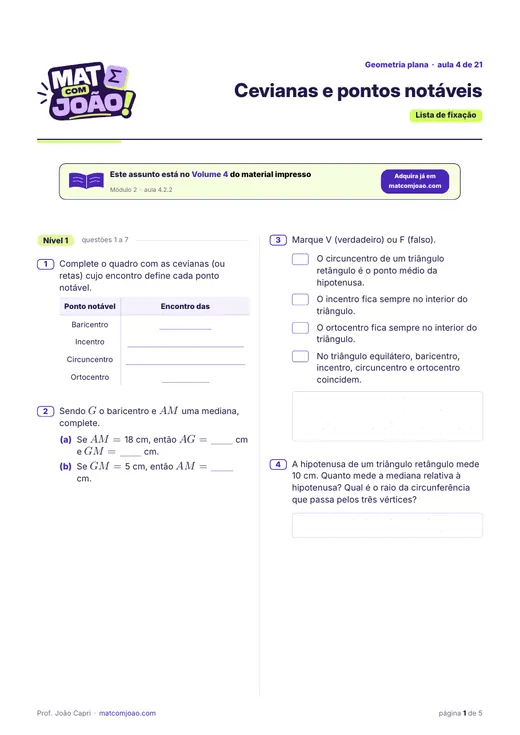 MAT
COM
JOÃO!
Σ
Geometria plana · aula 4 de 21
Cevianas e pontos notáveis
Lista de fixação
Este assunto está no Volume 4 do material impresso
Módulo 2 · aula 4.2.2
Adquira já em
matcomjoao.com
Nível 1 questões 1 a 7
1 Complete o quadro com as cevianas (ou
retas) cujo encontro define cada ponto
notável.
Ponto notável Encontro das
Baricentro ____
Incentro ____
Circuncentro ____
Ortocentro ____
2 Sendo G o baricentro e AM uma mediana,
complete.
(a) Se AM = 18 cm, então AG = ____ cm
e GM = ____ cm.
(b) Se GM = 5 cm, então AM = ____
cm.
3 Marque V (verdadeiro) ou F (falso).
O circuncentro de um triângulo
retângulo é o ponto médio da
hipotenusa.
O incentro fica sempre no interior do
triângulo.
O ortocentro fica sempre no interior do
triângulo.
No triângulo equilátero, baricentro,
incentro, circuncentro e ortocentro
coincidem.
4 A hipotenusa de um triângulo retângulo mede
10 cm. Quanto mede a mediana relativa à
hipotenusa? Qual é o raio da circunferência
que passa pelos três vértices?
Prof. João Capri · matcomjoao.com
página 1 de 5